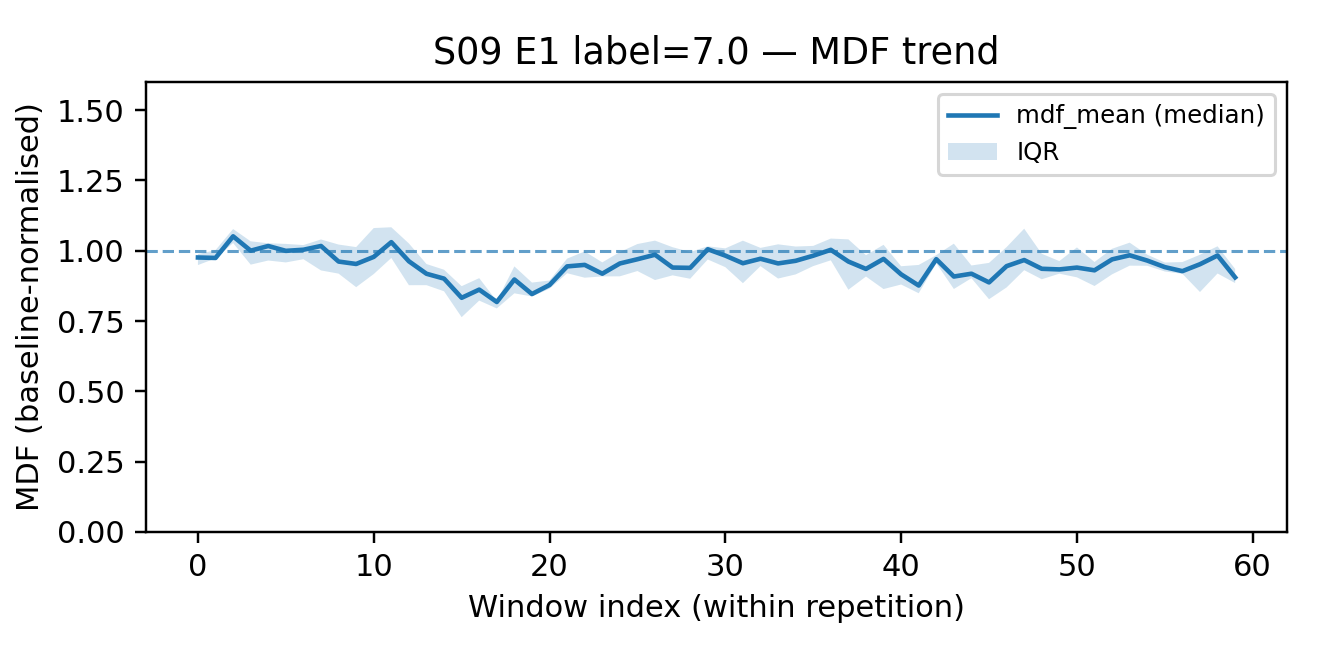 S09 E1 label=7.0 — MDF trend
mdf_mean (median)
IQR
MDF (baseline-normalised)
1.50
1.25
1.00
0.75
0.50
0.25
0.00
0 10 20 30 40 50 60
Window index (within repetition)